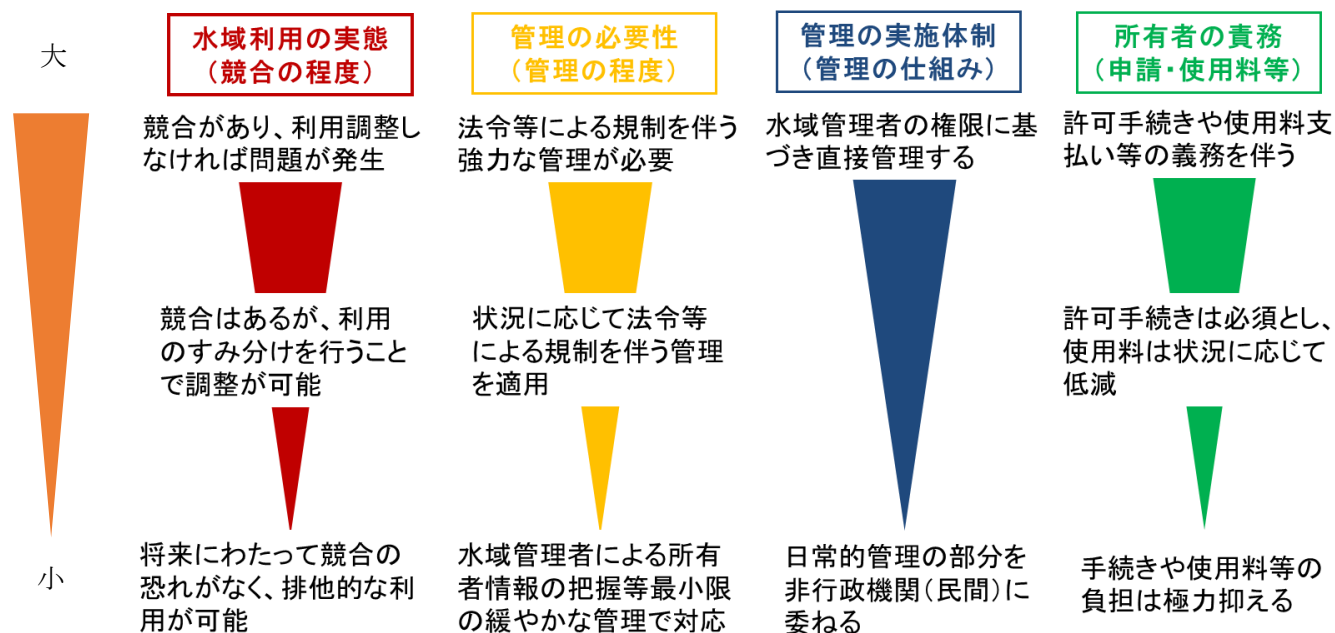 大
水域利用の実態
（競合の程度）
管理の必要性
（管理の程度）
管理の実施体制
（管理の仕組み）
所有者の責務
（申請・使用料等）
競合があり、利用調整し
なければ問題が発生
法令等による規制を伴う
強力な管理が必要
水域管理者の権限に基
づき直接管理する
許可手続きや使用料支
払い等の義務を伴う
競合はあるが、利用
のすみ分けを行うこと
で調整が可能
状況に応じて法令等
による規制を伴う管理
を適用
許可手続きは必須とし、
使用料は状況に応じて
低減
小
将来にわたって競合の
恐れがなく、排他的な利
用が可能
水域管理者による所有
者情報の把握等最小限
の緩やかな管理で対応
日常的管理の部分を
非行政機関（民間）に
委ねる
手続きや使用料等の
負担は極力抑える